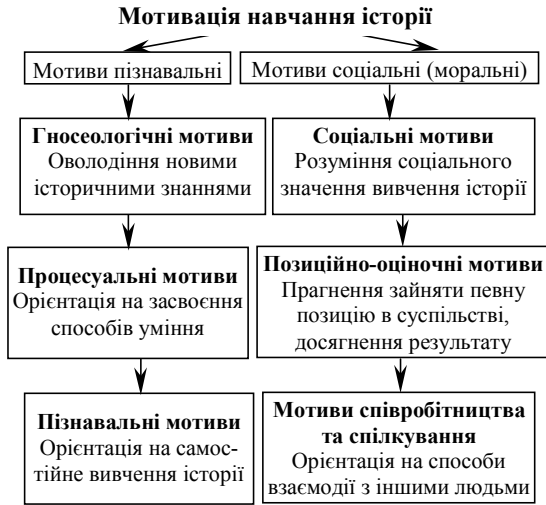 Мотивація навчання історії
Мотиви пізнавальні
Мотиви соціальні (моральні)
Гносеологічні мотиви
Оволодіння новими
історичними знаннями
Соціальні мотиви
Розуміння соціального
значення вивчення історії
Процесуальні мотиви
Орієнтація на засвоєння
способів уміння
Позиційно-оціночні мотиви
Прагнення зайняти певну
позицію в суспільстві,
досягнення результату
Пізнавальні мотиви
Орієнтація на самос-
тійне вивчення історії
Мотиви співробітництва
та спілкування
Орієнтація на способи
взаємодії з іншими людьми